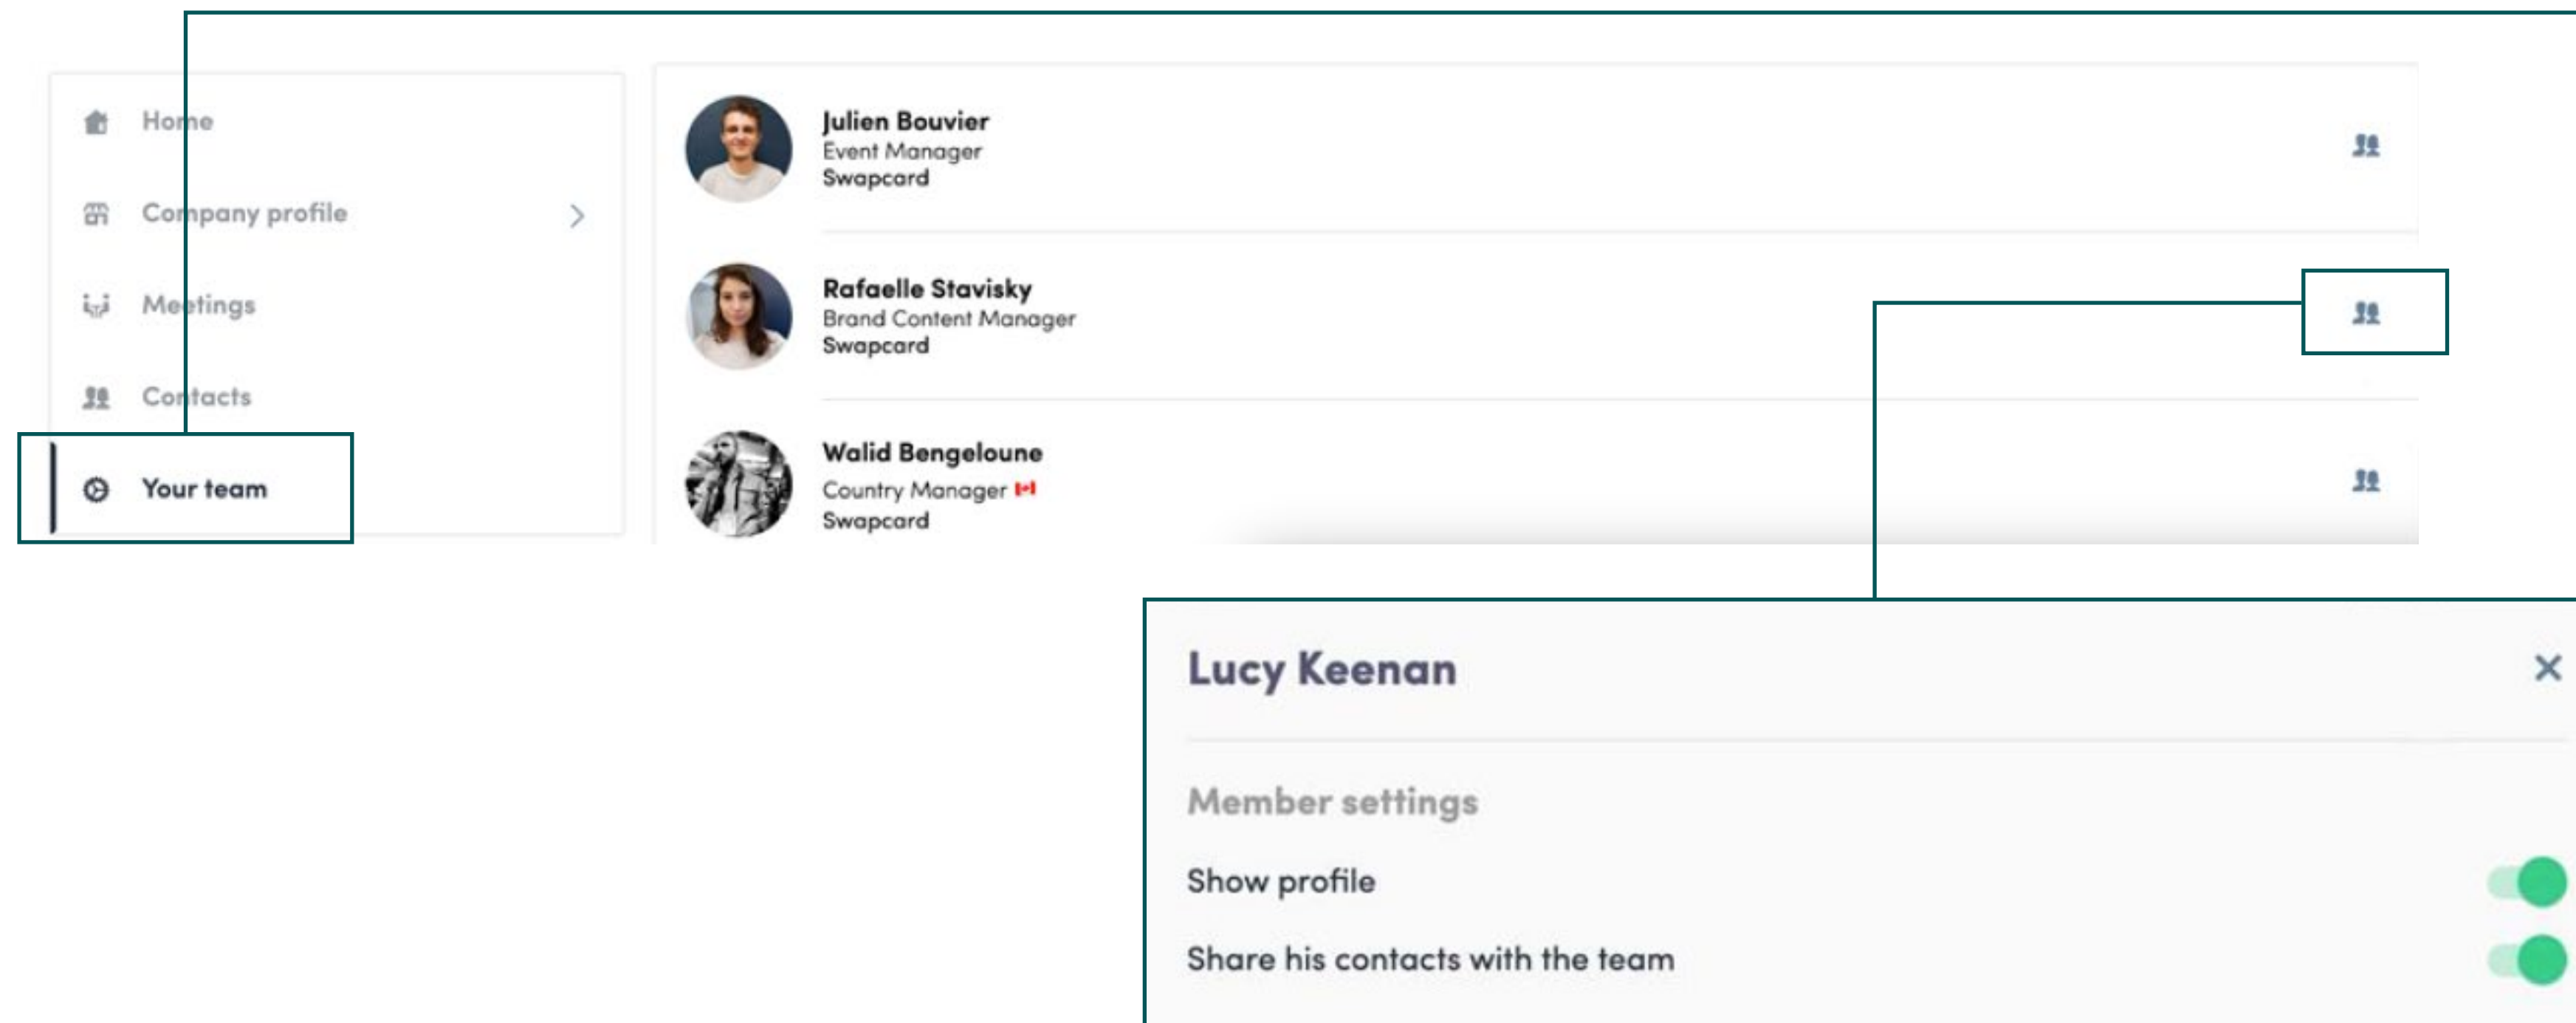 Home
Company profile
Meetings
Contacts
Your team
Julien Bouvier
Event Manager
Swapcard
Rafaelle Stavisky
Brand Content Manager
Swapcard
Walid Bengeloune
Country Manager 🇨🇦
Swapcard
Lucy Keenan
Member settings
Show profile
Share his contacts with the team